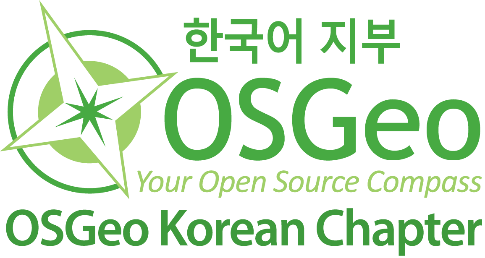 한국어 지부
OSGeo
Your Open Source Compass
OSGeo Korean Chapter